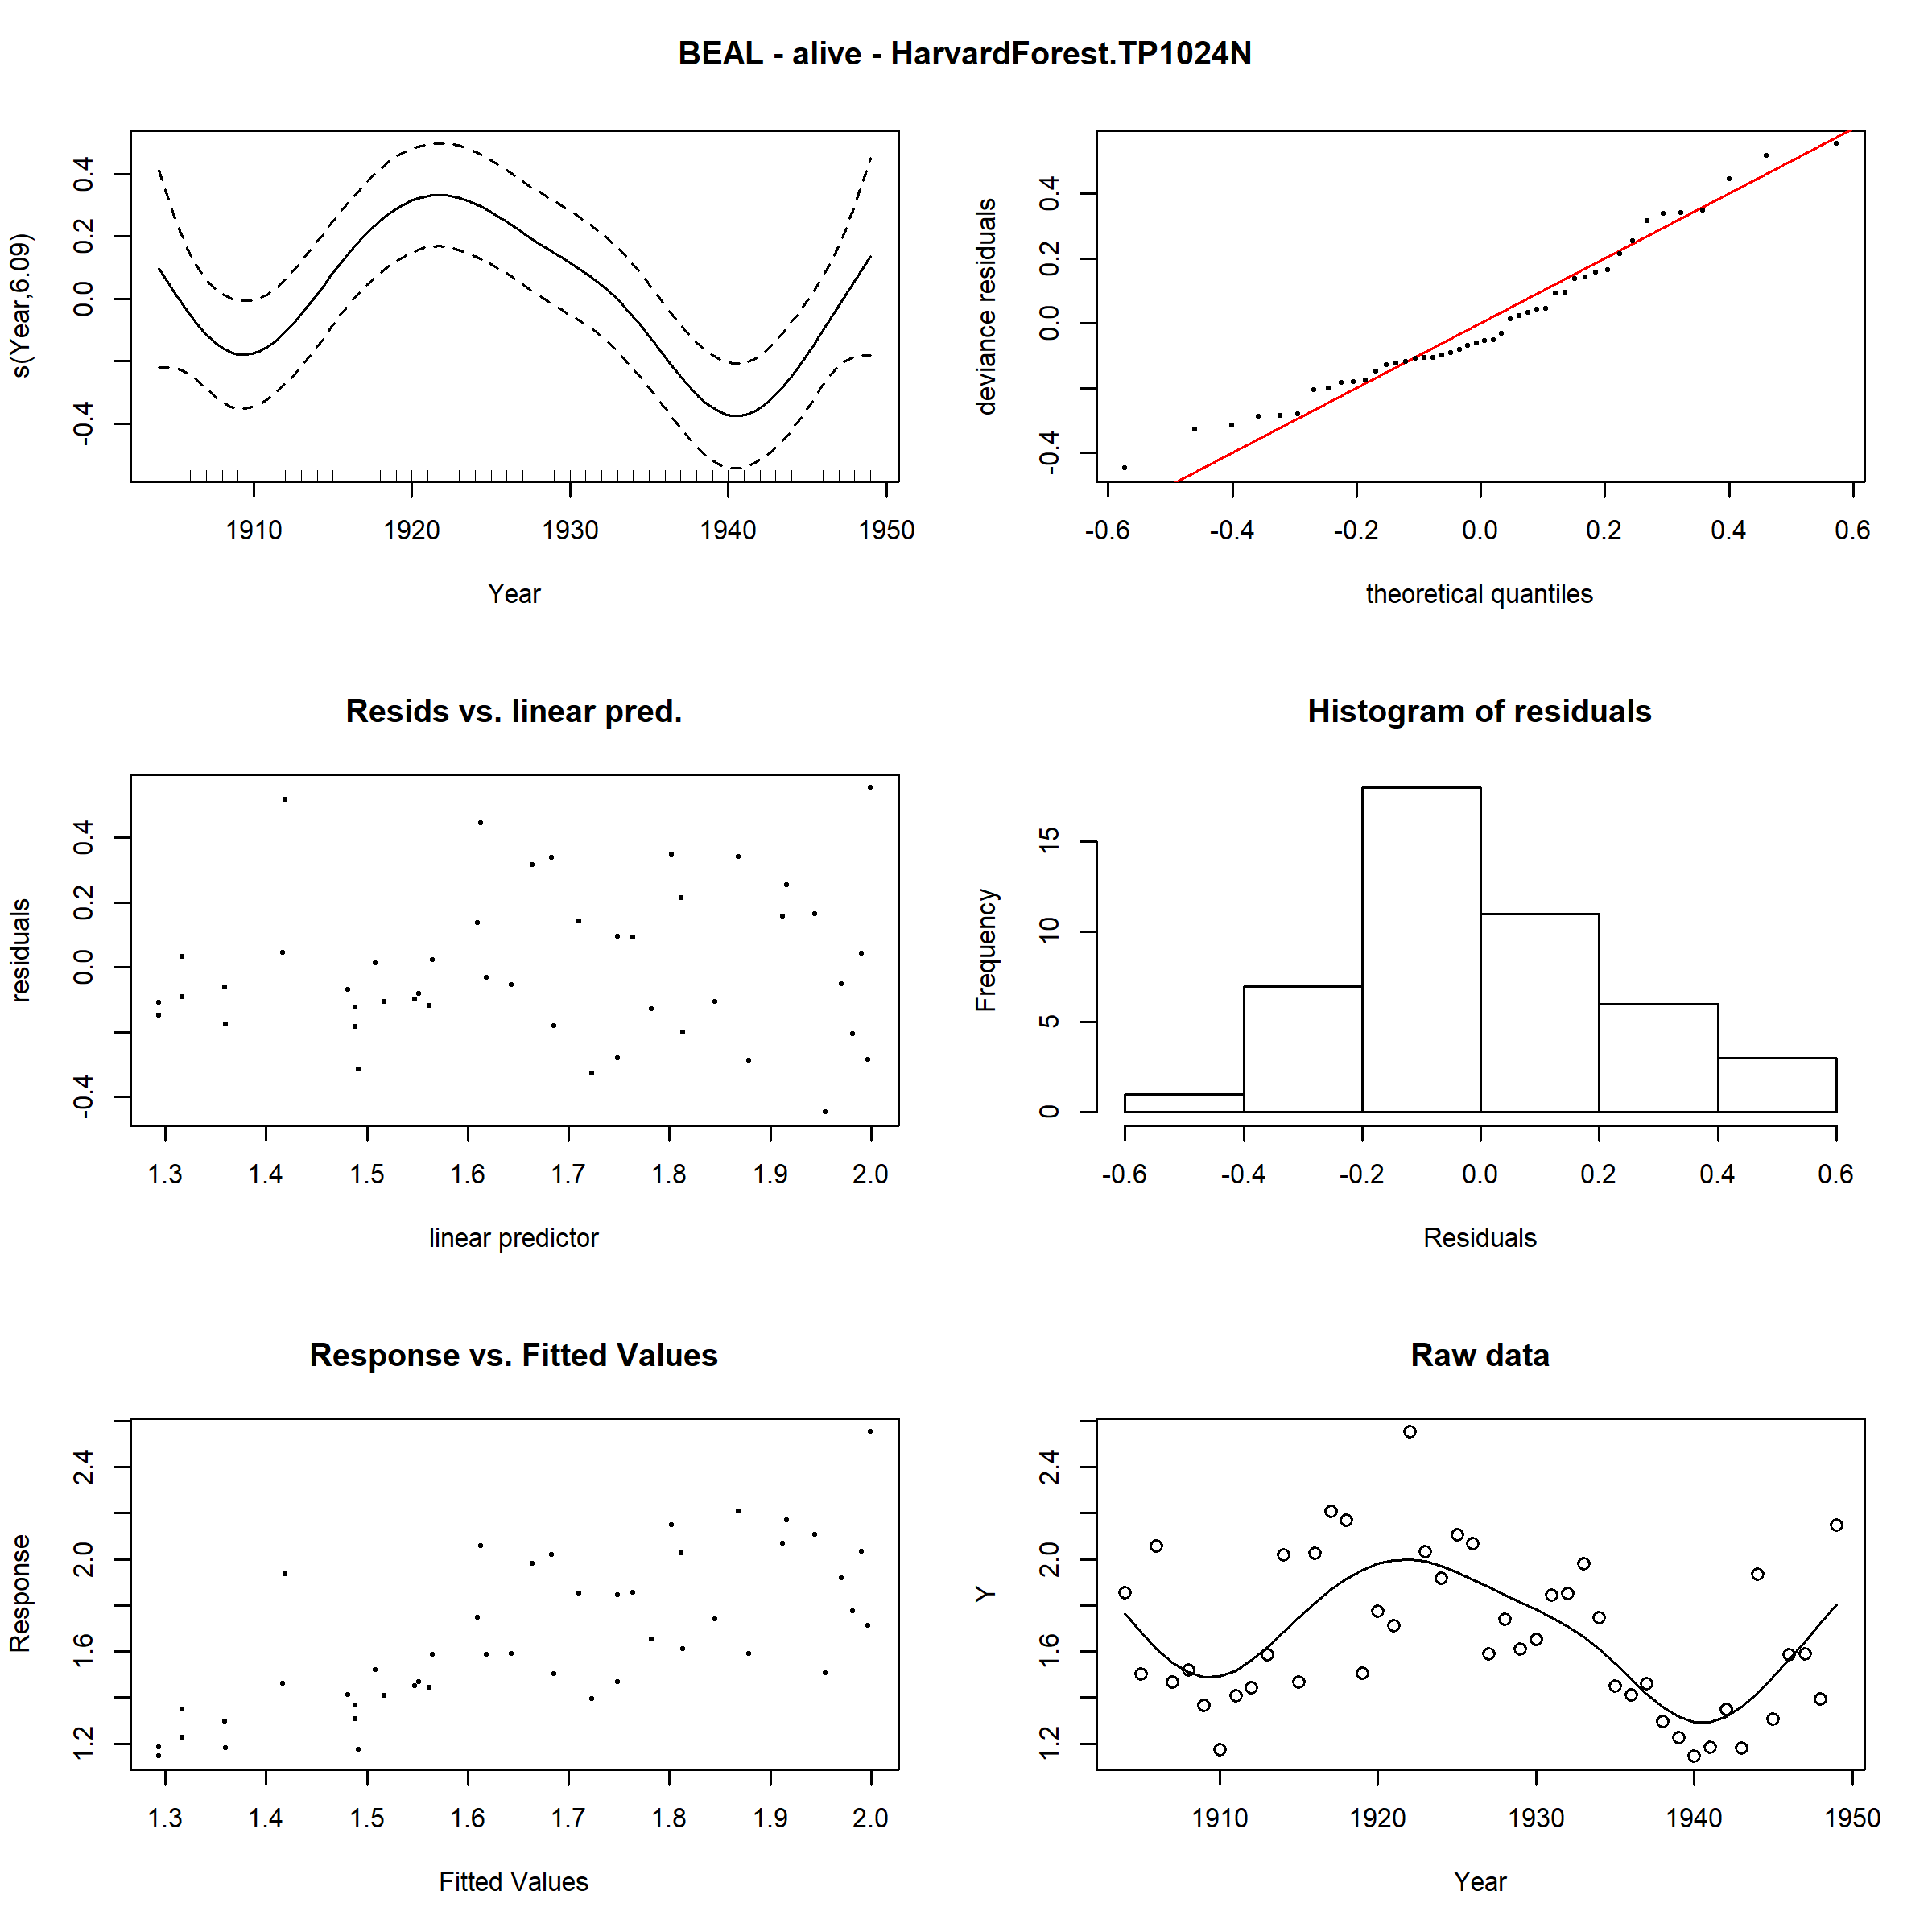 BEAL - alive - HarvardForest.TP1024N
s(Year,6.09)
-0.4 0.0 0.2 0.4
1910 1920 1930 1940 1950
Year
deviance residuals
-0.4 0.0 0.2 0.4
-0.6 -0.4 -0.2 0.0 0.2 0.4 0.6
theoretical quantiles
Resids vs. linear pred.
residuals
-0.4 0.0 0.2 0.4
1.3 1.4 1.5 1.6 1.7 1.8 1.9 2.0
linear predictor
Histogram of residuals
Frequency
0 5 10 15
-0.6 -0.4 -0.2 0.0 0.2 0.4 0.6
Residuals
Response vs. Fitted Values
Response
1.2 1.6 2.0 2.4
1.3 1.4 1.5 1.6 1.7 1.8 1.9 2.0
Fitted Values
Raw data
Y
1.2 1.6 2.0 2.4
1910 1920 1930 1940 1950
Year